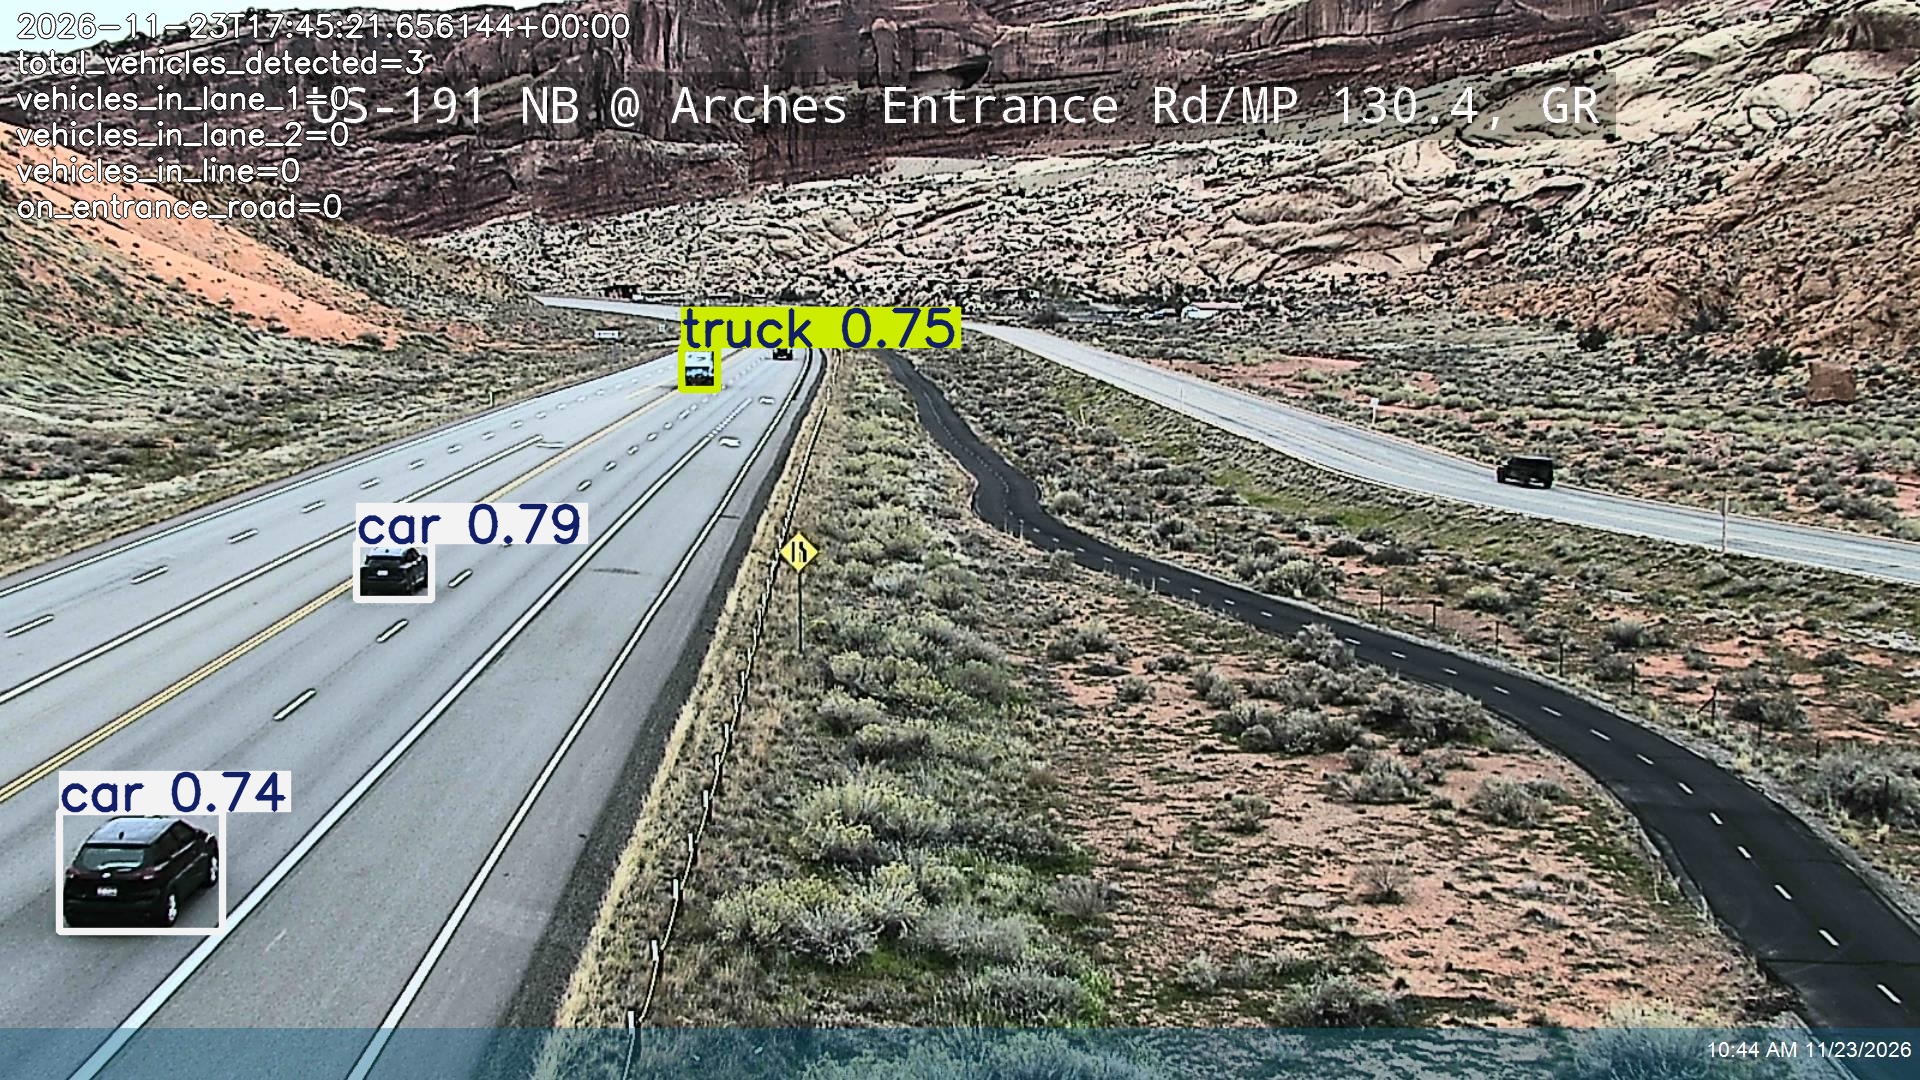 2026-11-23T17:45:21.656144+00:00
total_vehicles_detected=3
vehicles_in_lane_1=0
US-191 NB @ Arches Entrance Rd/MP 130.4, GR
vehicles_in_lane_2=0
vehicles_in_line=0
on_entrance_road=0
truck 0.75
car 0.79
car 0.74
10:44 AM 11/23/2026